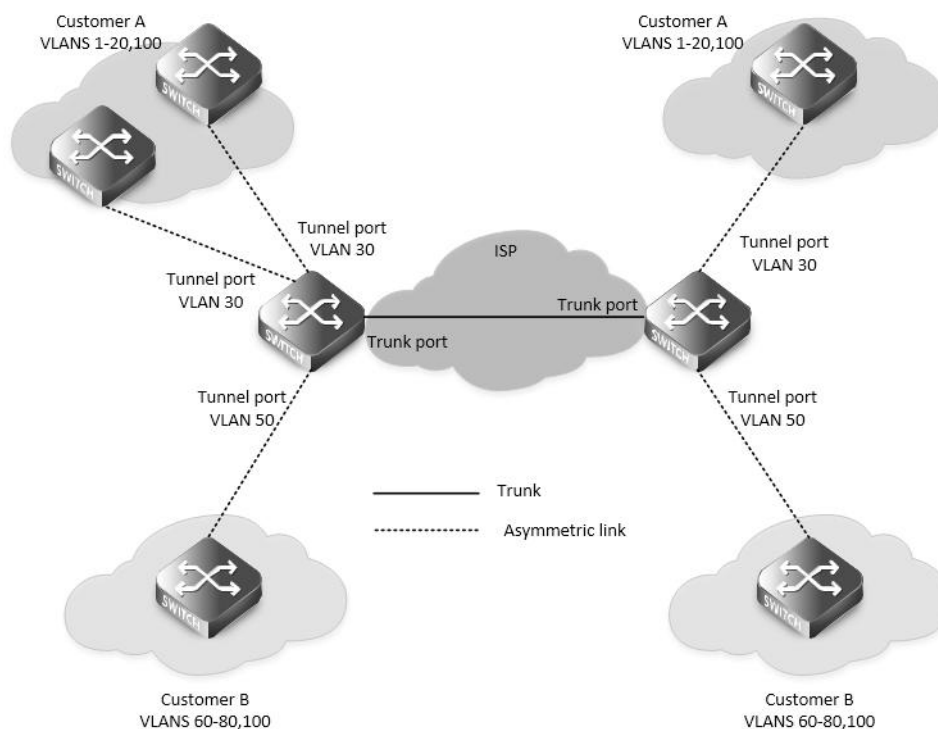 Customer A
VLANS 1-20,100
SWITCH
SWITCH
Customer A
VLANS 1-20,100
SWITCH
Tunnel port
VLAN 30
Tunnel port
VLAN 30
SWITCH
ISP
Trunk port
Trunk port
Tunnel port
VLAN 30
SWITCH
Tunnel port
VLAN 50
Tunnel port
VLAN 50
Trunk
Asymmetric link
SWITCH
Customer B
VLANS 60-80,100
SWITCH
Customer B
VLANS 60-80,100